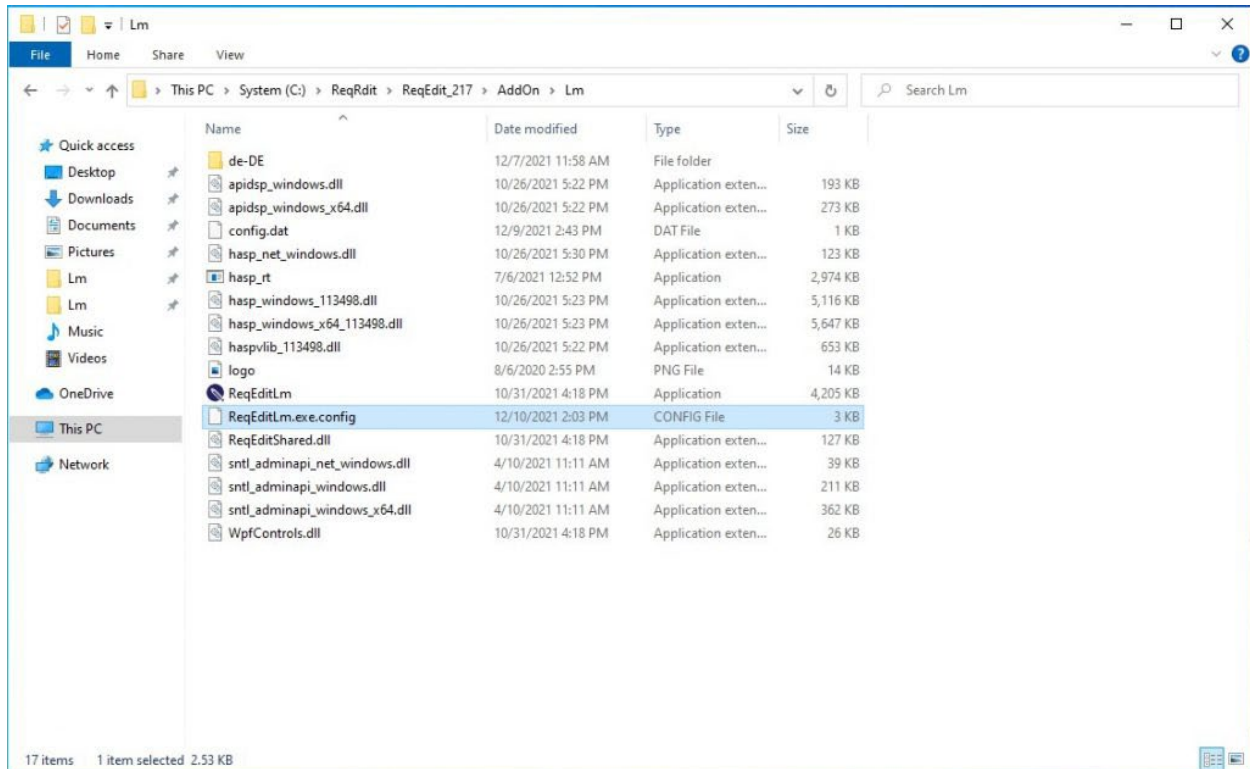 Lm
File Home Share View
This PC > System (C:) > ReqRdit > ReqEdit_217 > AddOn > Lm
Search Lm
Quick access
Desktop
Downloads
Documents
Pictures
Lm
Lm
Music
Videos
OneDrive
This PC
Network
Name Date modified Type Size
de-DE 12/7/2021 11:58 AM File folder
apidsp_windows.dll 10/26/2021 5:22 PM Application exten... 193 KB
apidsp_windows_x64.dll 10/26/2021 5:22 PM Application exten... 273 KB
config.dat 12/9/2021 2:43 PM DAT File 1 KB
hasp_net_windows.dll 10/26/2021 5:30 PM Application exten... 123 KB
hasp_rt 7/6/2021 12:52 PM Application 2,974 KB
hasp_windows_113498.dll 10/26/2021 5:23 PM Application exten... 5,116 KB
hasp_windows_x64_113498.dll 10/26/2021 5:23 PM Application exten... 5,647 KB
haspvlib_113498.dll 10/26/2021 5:22 PM Application exten... 653 KB
logo 8/6/2020 2:55 PM PNG File 14 KB
ReqEditLm 10/31/2021 4:18 PM Application 4,205 KB
ReqEditLm.exe.config 12/10/2021 2:03 PM CONFIG File 3 KB
ReqEditShared.dll 10/31/2021 4:18 PM Application exten... 127 KB
sntl_adminapi_net_windows.dll 4/10/2021 11:11 AM Application exten... 39 KB
sntl_adminapi_windows.dll 4/10/2021 11:11 AM Application exten... 211 KB
sntl_adminapi_windows_x64.dll 4/10/2021 11:11 AM Application exten... 362 KB
WpfControls.dll 10/31/2021 4:18 PM Application exten... 26 KB
17 items 1 item selected 2.53 KB